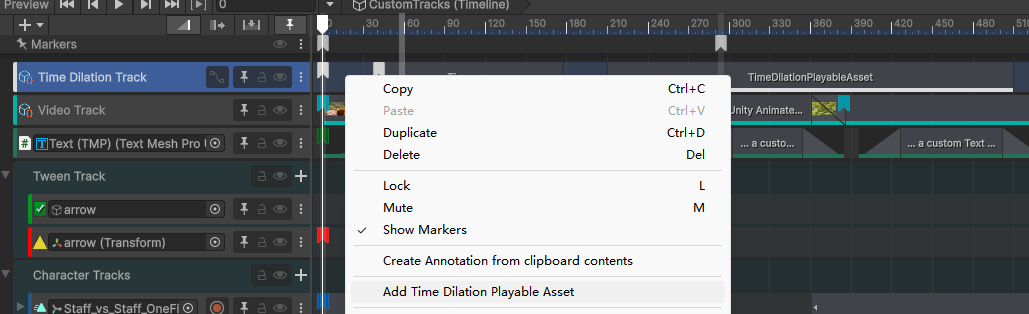 Preview
0
CustomTracks (Timeline)
0 30 60 90 120 150 180 210 240 270 300 330 360 390 420 450 480 510
Markers
Time Dilation Track
TimeDilationPlayableAsset
Video Track
Unity Animate...
Text (TMP) (Text Mesh Pro U
... a custo...
... a custom Text ...
Tween Track
arrow
arrow (Transform)
Character Tracks
Staff_vs_Staff_OneFl
Copy Ctrl+C
Paste Ctrl+V
Duplicate Ctrl+D
Delete Del
Lock L
Mute M
Show Markers
Create Annotation from clipboard contents
Add Time Dilation Playable Asset